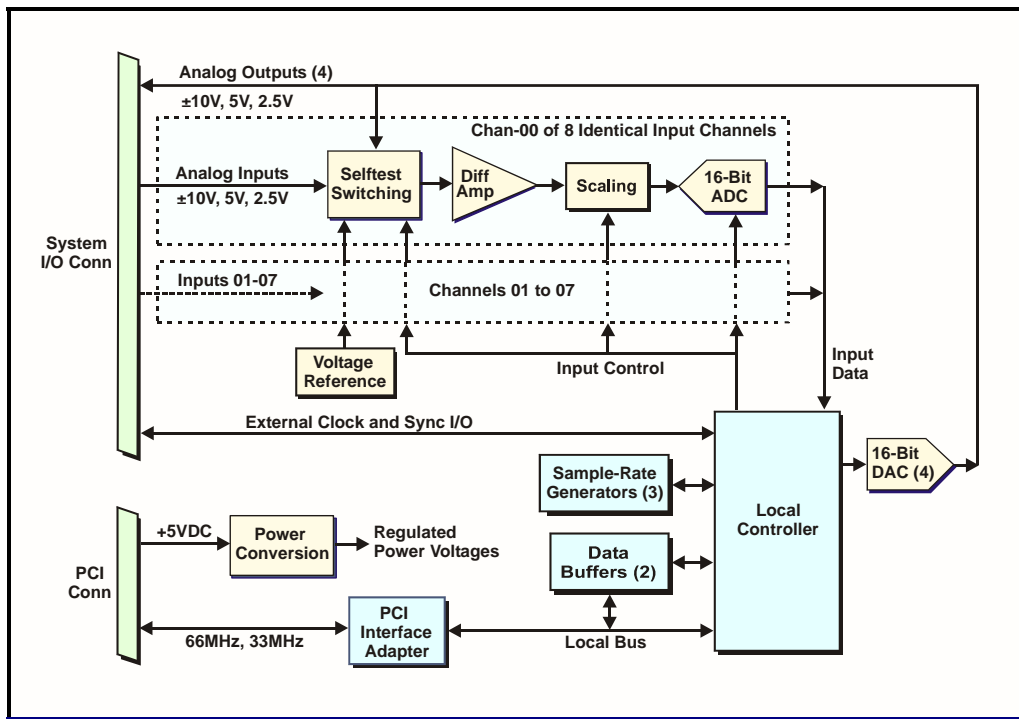 Analog Outputs (4)
±10V, 5V, 2.5V
Chan-00 of 8 Identical Input Channels
Analog Inputs
±10V, 5V, 2.5V
Selftest
Switching
Diff
Amp
Scaling
16-Bit
ADC
System
I/O Conn
Inputs 01-07
Channels 01 to 07
Voltage
Reference
Input Control
Input
Data
External Clock and Sync I/O
16-Bit
DAC (4)
Sample-Rate
Generators (3)
Local
Controller
+5VDC
Power
Conversion
Regulated
Power Voltages
Data
Buffers (2)
PCI
Conn
66MHz, 33MHz
PCI
Interface
Adapter
Local Bus